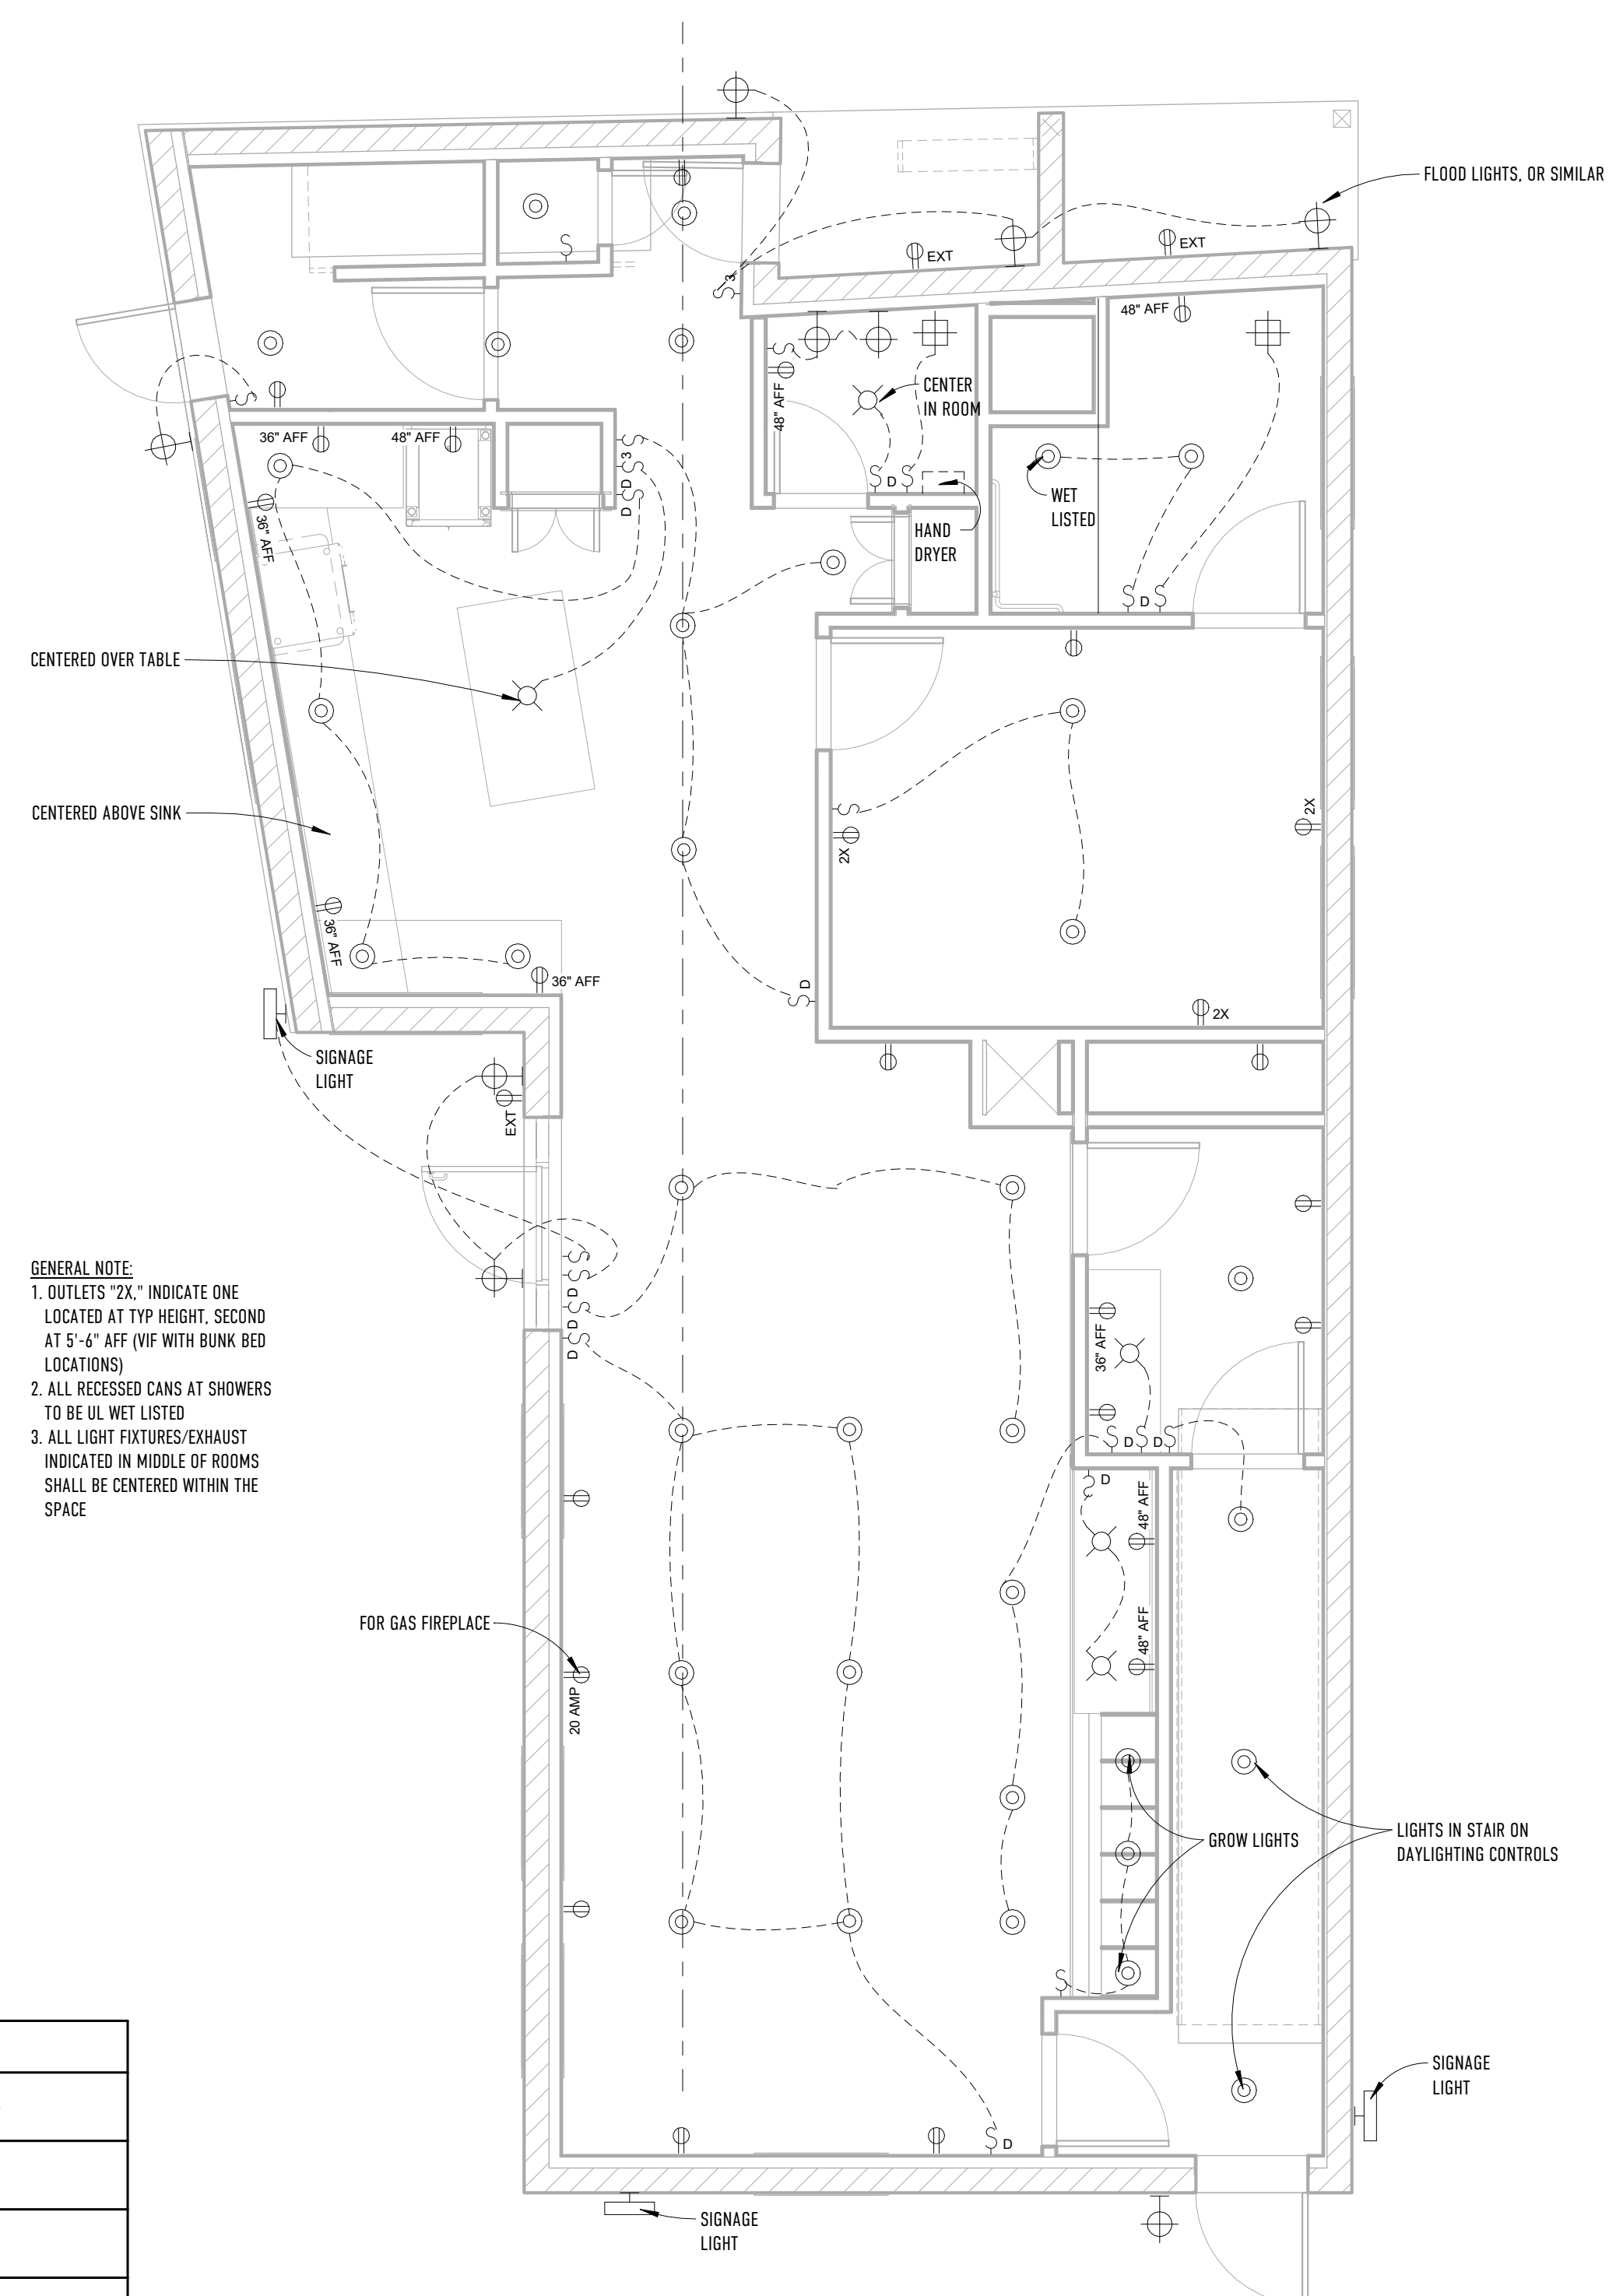 FLOOD LIGHTS, OR SIMILAR
EXT
EXT
3
48" AFF
48" AFF
CENTER
IN ROOM
36" AFF
48" AFF
3
D
D
36" AFF
D
WET
LISTED
HAND
DRYER
D
CENTERED OVER TABLE
CENTERED ABOVE SINK
2X
2X
36" AFF
36" AFF
D
2X
SIGNAGE
LIGHT
EXT
GENERAL NOTE:
1. OUTLETS "2X," INDICATE ONE
LOCATED AT TYP HEIGHT, SECOND
AT 5'-6" AFF (VIF WITH BUNK BED
LOCATIONS)
2. ALL RECESSED CANS AT SHOWERS
TO BE UL WET LISTED
3. ALL LIGHT FIXTURES/EXHAUST
INDICATED IN MIDDLE OF ROOMS
SHALL BE CENTERED WITHIN THE
SPACE
D
D
D
36" AFF
D
D
D
48" AFF
48" AFF
FOR GAS FIREPLACE
20 AMP
GROW LIGHTS
LIGHTS IN STAIR ON
DAYLIGHTING CONTROLS
SIGNAGE
LIGHT
D
SIGNAGE
LIGHT